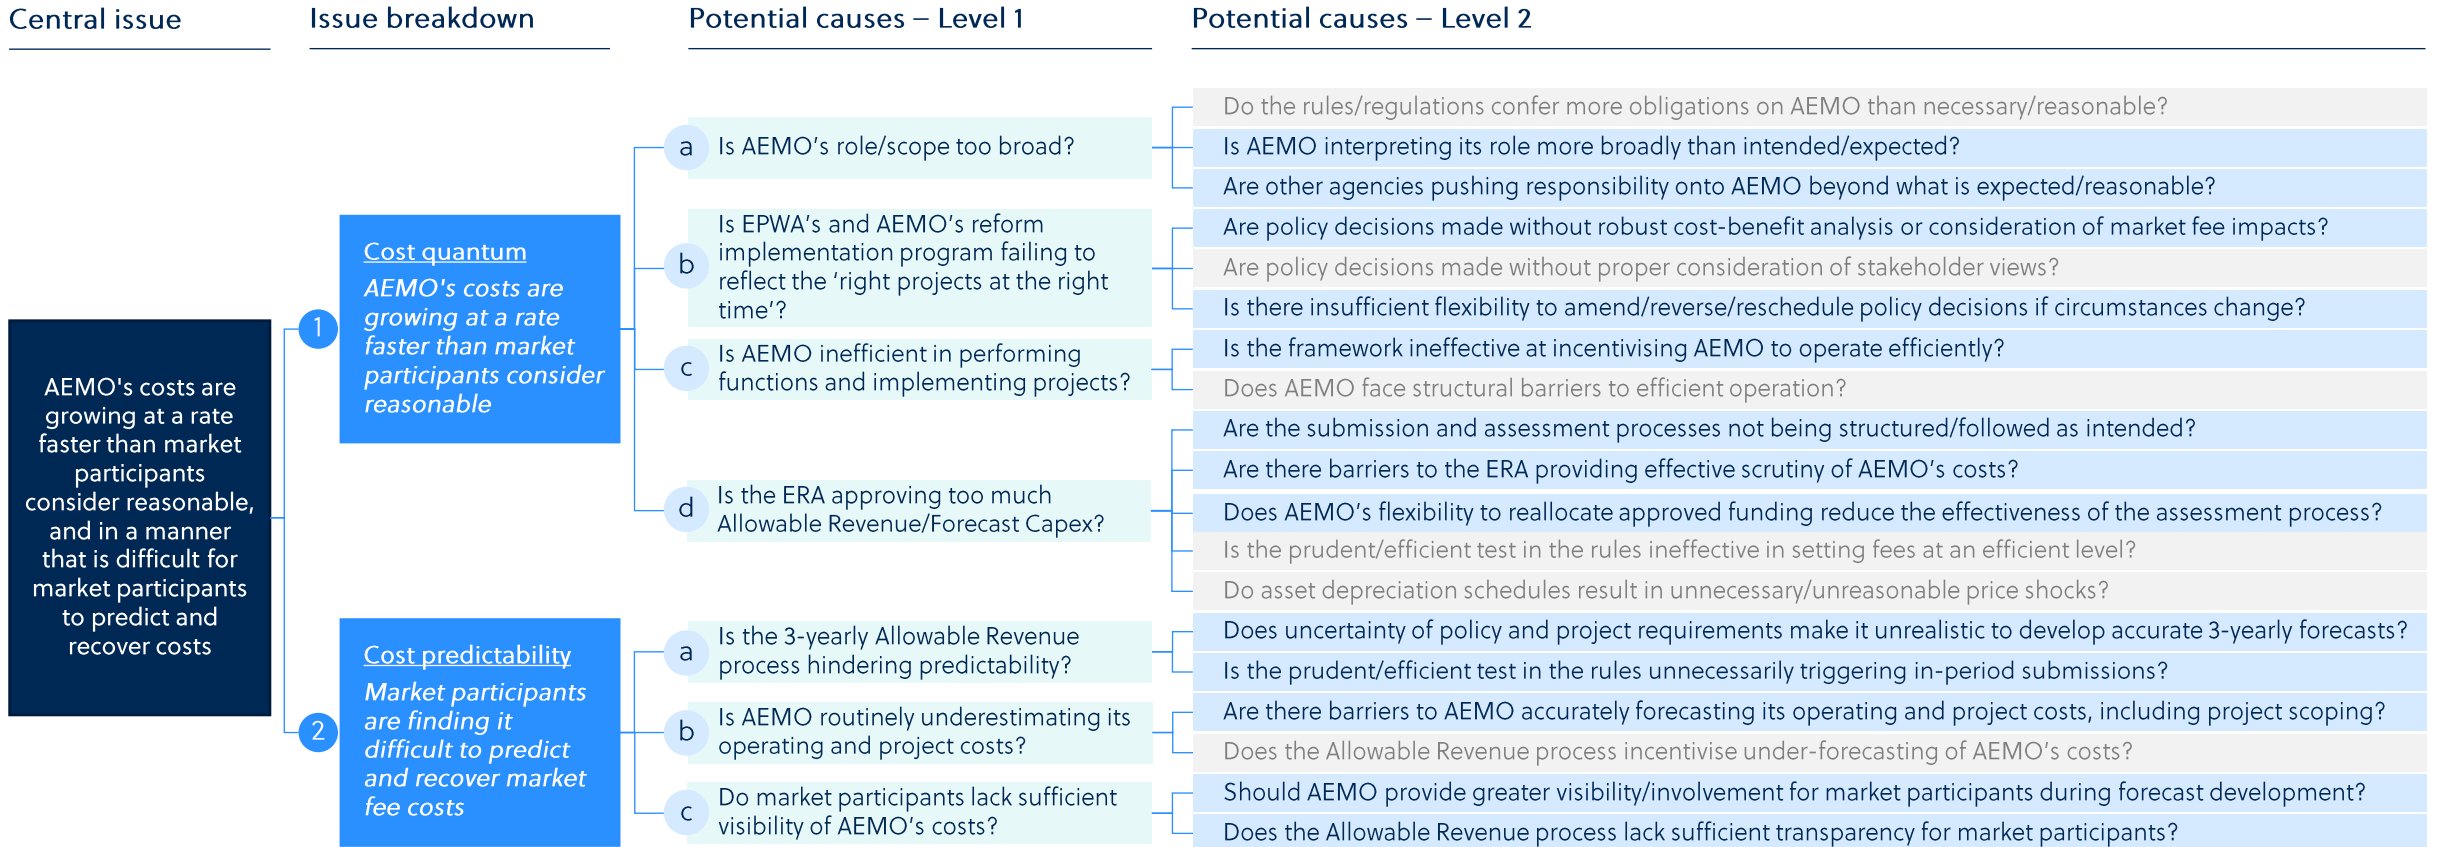 Central issue
Issue breakdown
Potential causes – Level 1
Potential causes – Level 2
AEMO's costs are
growing at a rate
faster than market
participants
consider reasonable,
and in a manner
that is difficult for
market participants
to predict and
recover costs
1
Cost quantum
AEMO's costs are
growing at a rate
faster than market
participants consider
reasonable
a
Is AEMO’s role/scope too broad?
Do the rules/regulations confer more obligations on AEMO than necessary/reasonable?
Is AEMO interpreting its role more broadly than intended/expected?
Are other agencies pushing responsibility onto AEMO beyond what is expected/reasonable?
b
Is EPWA’s and AEMO’s reform
implementation program failing to
reflect the ‘right projects at the right
time’?
Are policy decisions made without robust cost-benefit analysis or consideration of market fee impacts?
Are policy decisions made without proper consideration of stakeholder views?
Is there insufficient flexibility to amend/reverse/reschedule policy decisions if circumstances change?
c
Is AEMO inefficient in performing
functions and implementing projects?
Is the framework ineffective at incentivising AEMO to operate efficiently?
Does AEMO face structural barriers to efficient operation?
d
Is the ERA approving too much
Allowable Revenue/Forecast Capex?
Are the submission and assessment processes not being structured/followed as intended?
Are there barriers to the ERA providing effective scrutiny of AEMO’s costs?
Does AEMO’s flexibility to reallocate approved funding reduce the effectiveness of the assessment process?
Is the prudent/efficient test in the rules ineffective in setting fees at an efficient level?
Do asset depreciation schedules result in unnecessary/unreasonable price shocks?
2
Cost predictability
Market participants
are finding it
difficult to predict
and recover market
fee costs
a
Is the 3-yearly Allowable Revenue
process hindering predictability?
Does uncertainty of policy and project requirements make it unrealistic to develop accurate 3-yearly forecasts?
Is the prudent/efficient test in the rules unnecessarily triggering in-period submissions?
b
Is AEMO routinely underestimating its
operating and project costs?
Are there barriers to AEMO accurately forecasting its operating and project costs, including project scoping?
Does the Allowable Revenue process incentivise under-forecasting of AEMO’s costs?
c
Do market participants lack sufficient
visibility of AEMO’s costs?
Should AEMO provide greater visibility/involvement for market participants during forecast development?
Does the Allowable Revenue process lack sufficient transparency for market participants?